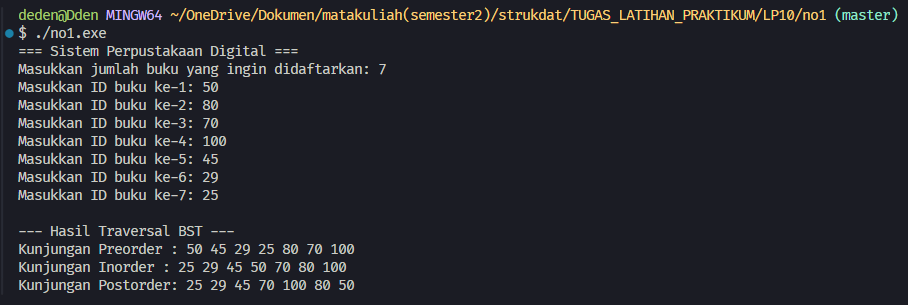 deden@Dden MINGW64 ~/OneDrive/Dokumen/matakuliah(semester2)/strukdat/TUGAS_LATIHAN_PRAKTIKUM/LP10/no1 (master)
$ ./no1.exe
=== Sistem Perpustakaan Digital ===
Masukkan jumlah buku yang ingin didaftarkan: 7
Masukkan ID buku ke-1: 50
Masukkan ID buku ke-2: 80
Masukkan ID buku ke-3: 70
Masukkan ID buku ke-4: 100
Masukkan ID buku ke-5: 45
Masukkan ID buku ke-6: 29
Masukkan ID buku ke-7: 25

--- Hasil Traversal BST ---
Kunjungan Preorder : 50 45 29 25 80 70 100
Kunjungan Inorder : 25 29 45 50 70 80 100
Kunjungan Postorder: 25 29 45 70 100 80 50